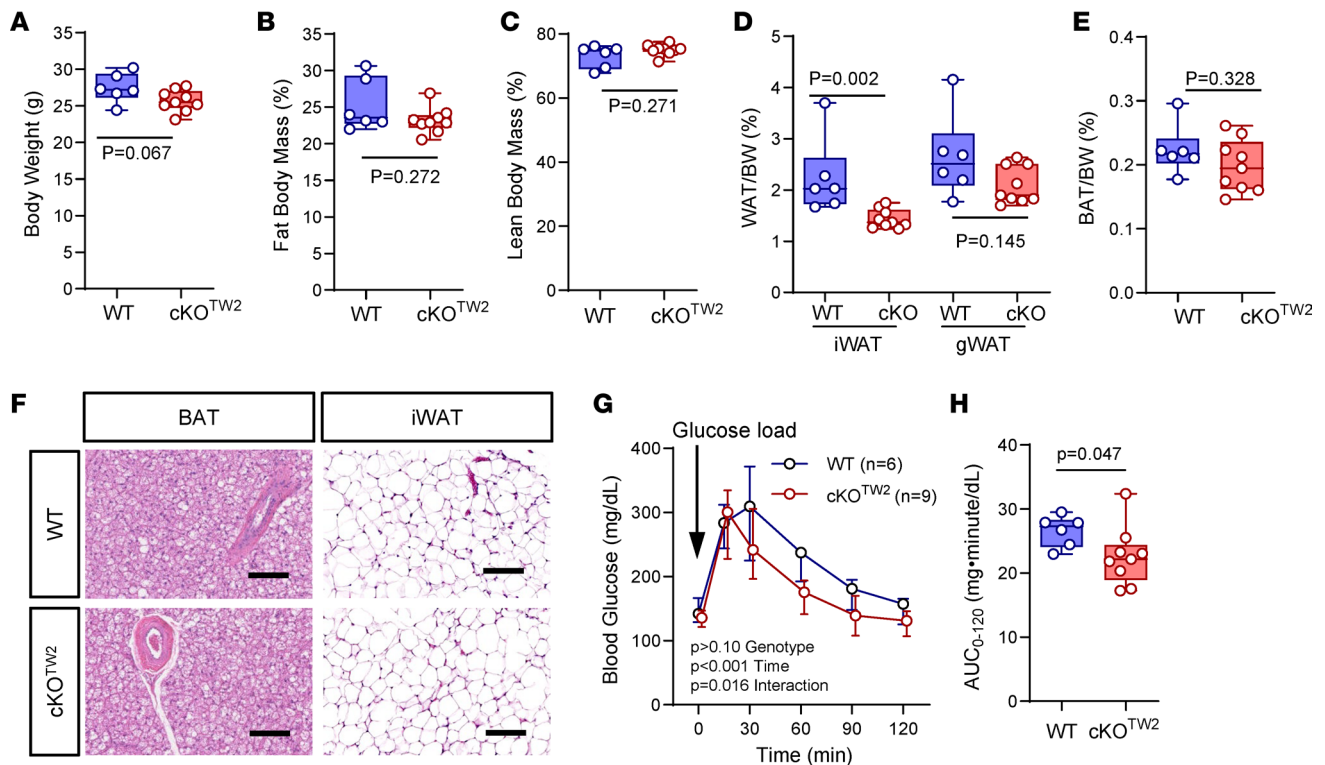 A
Body Weight (g)
35
30
25
20
15
10
5
0
P=0.067
WT
cKO^TW2
B
Fat Body Mass (%)
35
30
25
20
15
10
5
0
P=0.272
WT
cKO^TW2
C
Lean Body Mass (%)
80
60
40
20
0
P=0.271
WT
cKO^TW2
D
WAT/BW (%)
6
5
4
3
2
1
0
P=0.002
P=0.145
WT cKO WT cKO
iWAT gWAT
E
BAT/BW (%)
0.4
0.3
0.2
0.1
0.0
P=0.328
WT
cKO^TW2
F
BAT
iWAT
WT
cKO^TW2
G
Glucose load
Blood Glucose (mg/dL)
400
300
200
100
0
WT (n=6)
cKO^TW2 (n=9)
p>0.10 Genotype
p<0.001 Time
p=0.016 Interaction
0 30 60 90 120
Time (min)
H
AUC₀₋₁₂₀ (mg•minute/dL)
40
30
20
10
0
p=0.047
WT
cKO^TW2